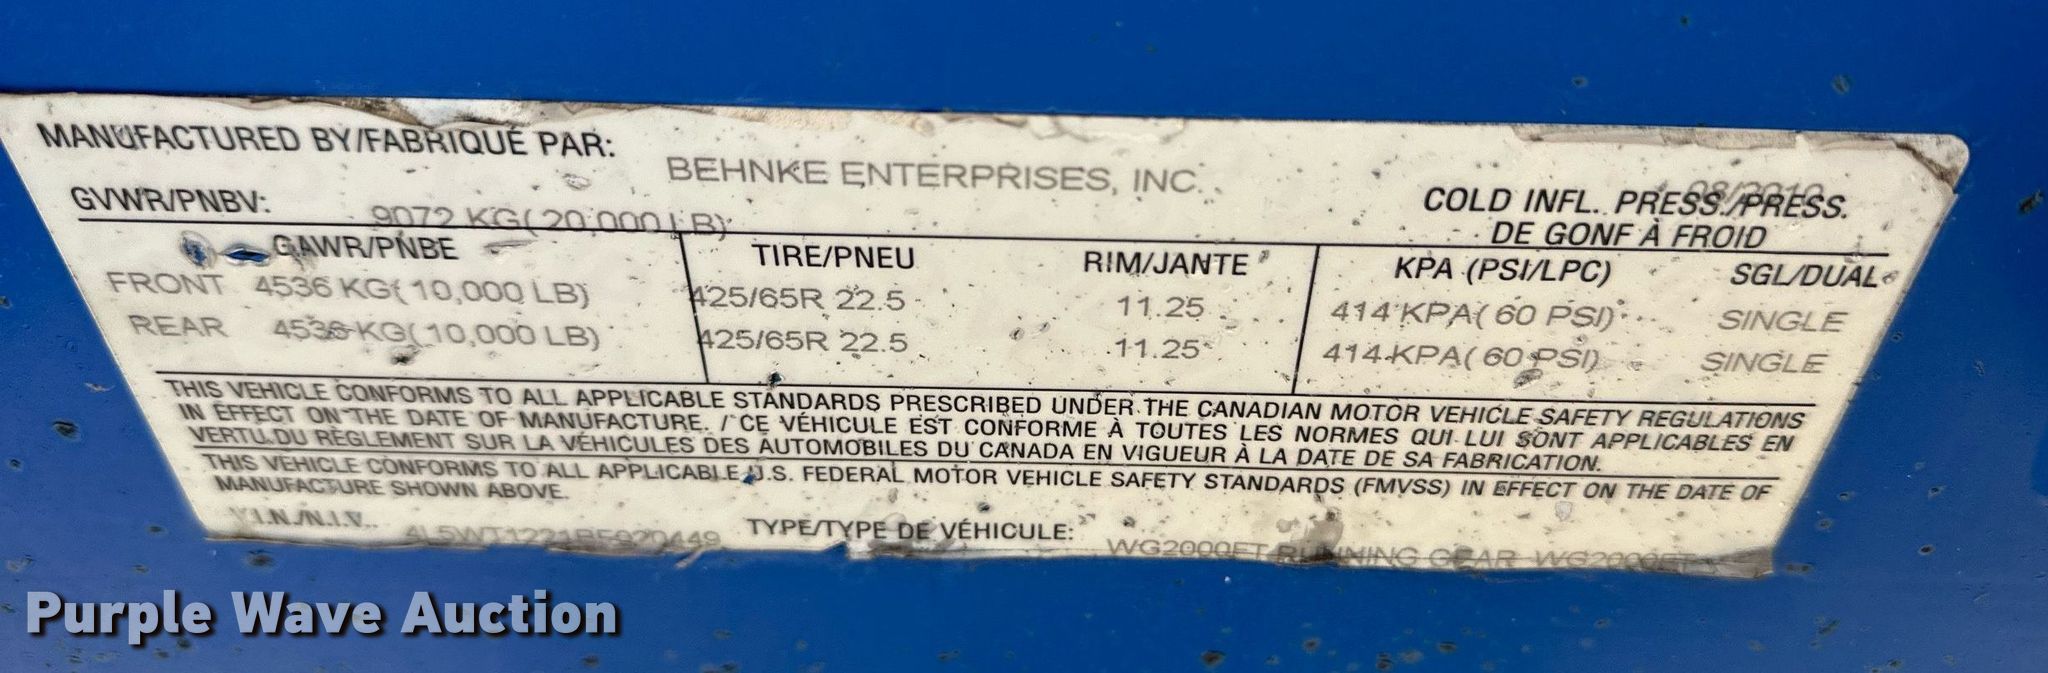 MANUFACTURED BY/FABRIQUÉ PAR: BEHNKE ENTERPRISES, INC.
GVWR/PNBV: 9072 KG( 20,000 LB)
COLD INFL. PRESS./PRESS.
DE GONF À FROID
GAWR/PNBE TIRE/PNEU RIM/JANTE KPA (PSI/LPC) SGL/DUAL
FRONT 4536 KG( 10,000 LB) 425/65R 22.5 11.25 414 KPA( 60 PSI) SINGLE
REAR 4536 KG( 10,000 LB) 425/65R 22.5 11.25 414 KPA( 60 PSI) SINGLE
THIS VEHICLE CONFORMS TO ALL APPLICABLE STANDARDS PRESCRIBED UNDER THE CANADIAN MOTOR VEHICLE SAFETY REGULATIONS
IN EFFECT ON THE DATE OF MANUFACTURE. / CE VÉHICULE EST CONFORME À TOUTES LES NORMES QUI LUI SONT APPLICABLES EN
VERTU DU RÈGLEMENT SUR LA VÉHICULES DES AUTOMOBILES DU CANADA EN VIGUEUR À LA DATE DE SA FABRICATION.
THIS VEHICLE CONFORMS TO ALL APPLICABLE U.S. FEDERAL MOTOR VEHICLE SAFETY STANDARDS (FMVSS) IN EFFECT ON THE DATE OF
MANUFACTURE SHOWN ABOVE.
V.I.N./N.I.V. TYPE/TYPE DE VÉHICULE: WG2000FT RUNNING GEAR WG2000FT
Purple Wave Auction